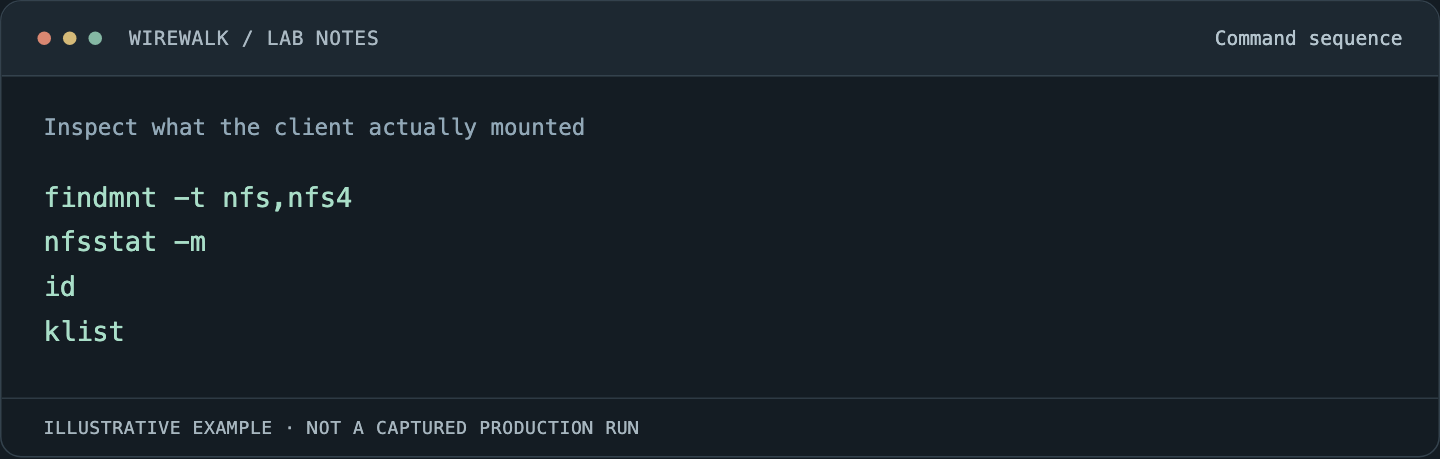 WIREWALK / LAB NOTES
Command sequence
Inspect what the client actually mounted
findmnt -t nfs,nfs4
nfsstat -m
id
klist
ILLUSTRATIVE EXAMPLE · NOT A CAPTURED PRODUCTION RUN